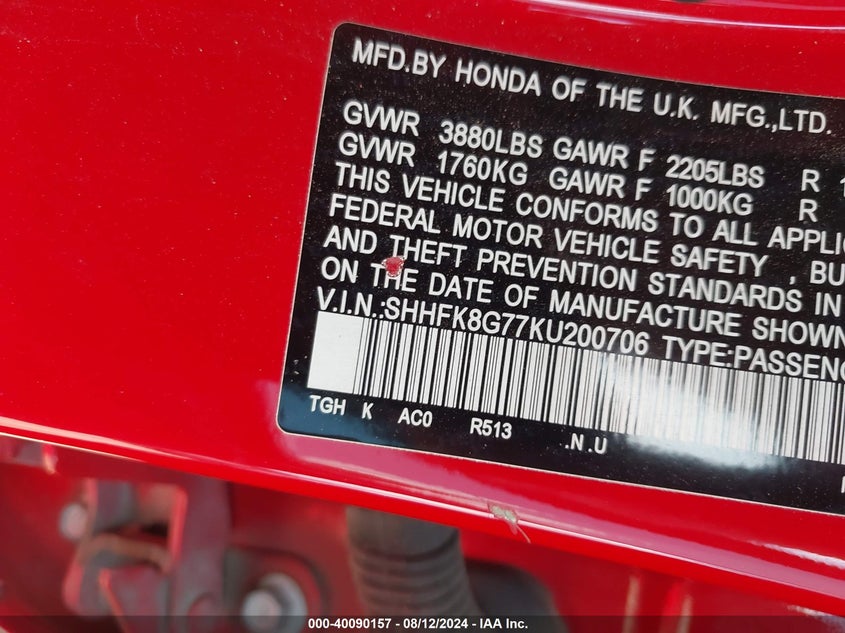 MFD.BY HONDA OF THE U.K. MFG.,LTD.
GVWR 3880LBS GAWR F 2205LBS R 1
GVWR 1760KG GAWR F 1000KG R
THIS VEHICLE CONFORMS TO ALL APPLI
FEDERAL MOTOR VEHICLE SAFETY , BU
AND THEFT PREVENTION STANDARDS IN
ON THE DATE OF MANUFACTURE SHOWN
V.I.N.:SHHFK8G77KU200706 TYPE:PASSENG
TGH K AC0 R513 .N.U
000-40090157 - 08/12/2024 - IAA Inc.